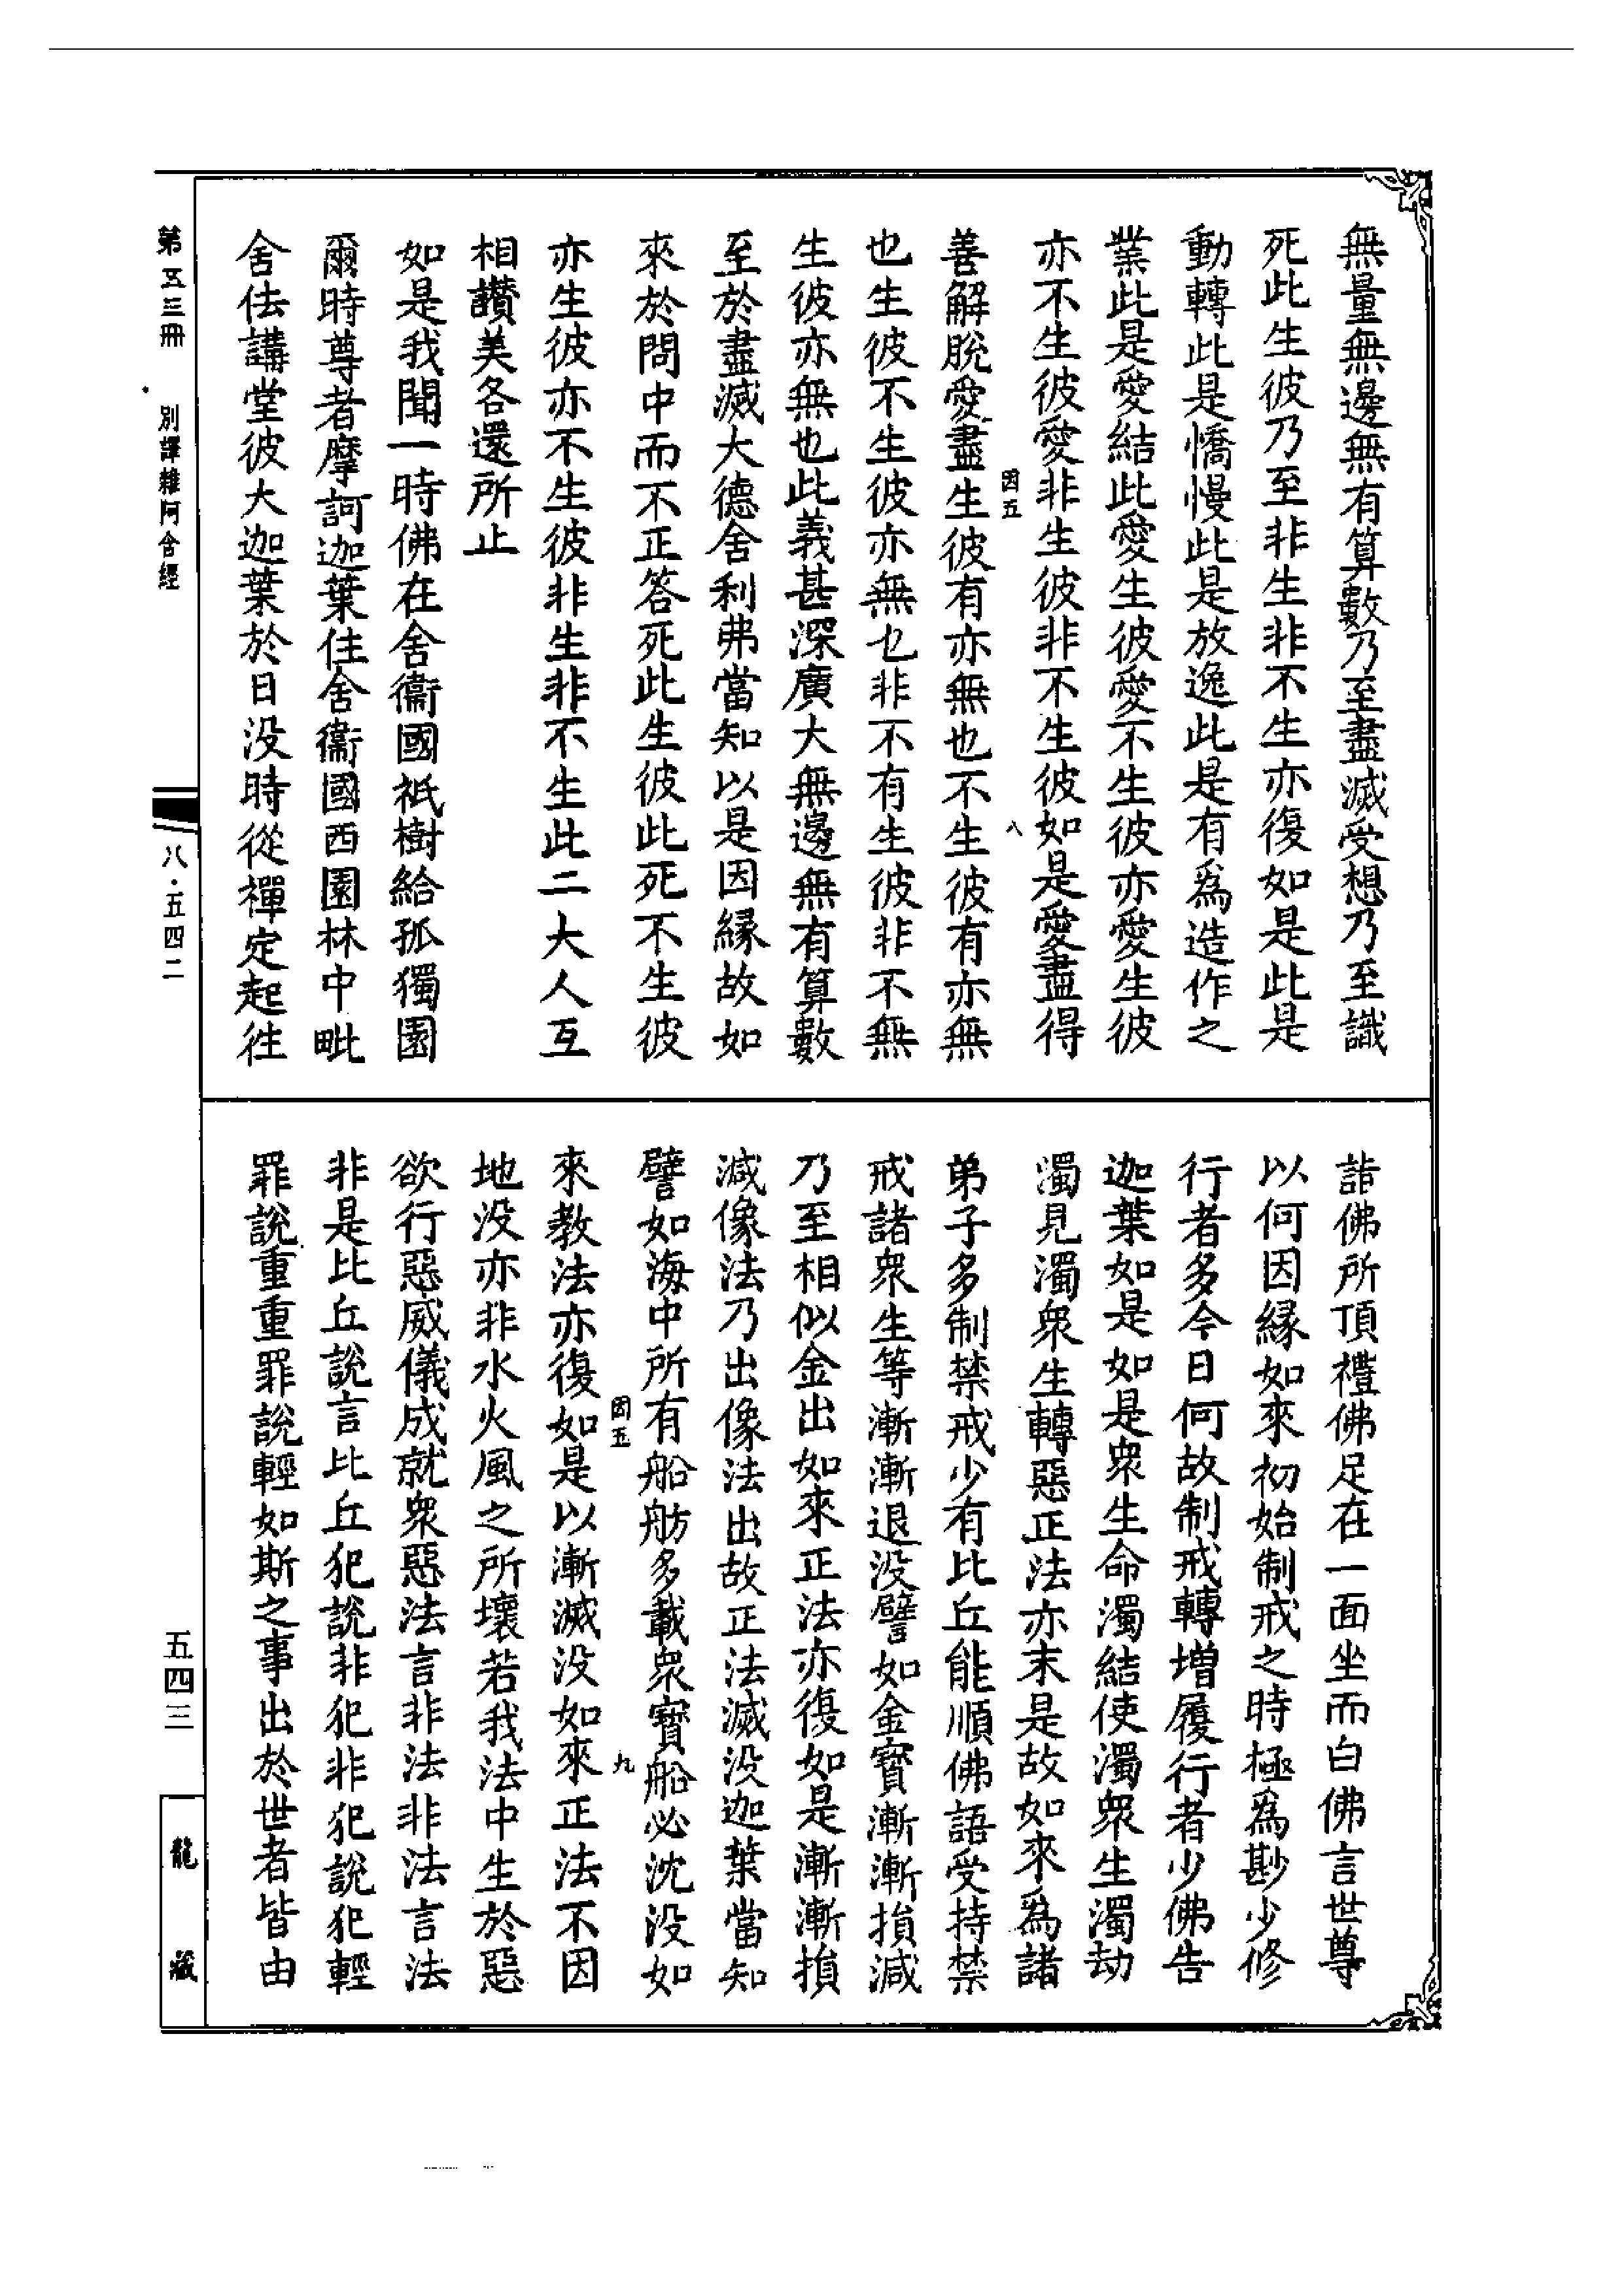 無量無邊無有算數乃至盡滅受想乃至識
死此生彼乃至非生非不生亦復如是此是
動轉此是憍慢此是放逸此是有為造作之
業此是愛結此愛生彼愛不生彼亦愛生彼
亦不生彼愛非生彼非不生彼如是愛盡得
因五
八
善解脫愛盡生彼有亦無也不生彼有亦無
也生彼不生彼亦無也非不有生彼非不無
生彼亦無也此義甚深廣大無邊無有算數
至於盡滅大德舍利弗當知以是因緣故如
來於問中而不正答死此生彼此死不生彼
亦生彼亦不生彼非生非不生此二大人互
相讚美各還所止
如是我聞一時佛在舍衞國祇樹給孤獨園
爾時尊者摩訶迦葉住舍衞國西園林中毗
舍佉講堂彼大迦葉於日没時從禪定起往
詣佛所頂禮佛足在一面坐而白佛言世尊
以何因緣如來初始制戒之時極為尠少修
行者多今日何故制戒轉增履行者少佛告
迦葉如是如是衆生命濁結使濁衆生濁劫
濁見濁衆生轉惡正法亦末是故如來為諸
弟子多制禁戒少有比丘能順佛語受持禁
戒諸衆生等漸漸退没譬如金寶漸漸損減
乃至相似金出如來正法亦復如是漸漸損
減像法乃出像法出故正法滅没迦葉當知
譬如海中所有船舫多載衆寶船必沈没如
因五
九
來教法亦復如是以漸滅没如來正法不因
地没亦非水火風之所壞若我法中生於惡
欲行惡威儀成就衆惡法言非法非法言法
非是比丘說言比丘犯說非犯非犯說犯輕
罪說重重罪說輕如斯之事出於世者皆由
第五三冊
別譯雜阿含經
八·五四二
五四三
龍藏